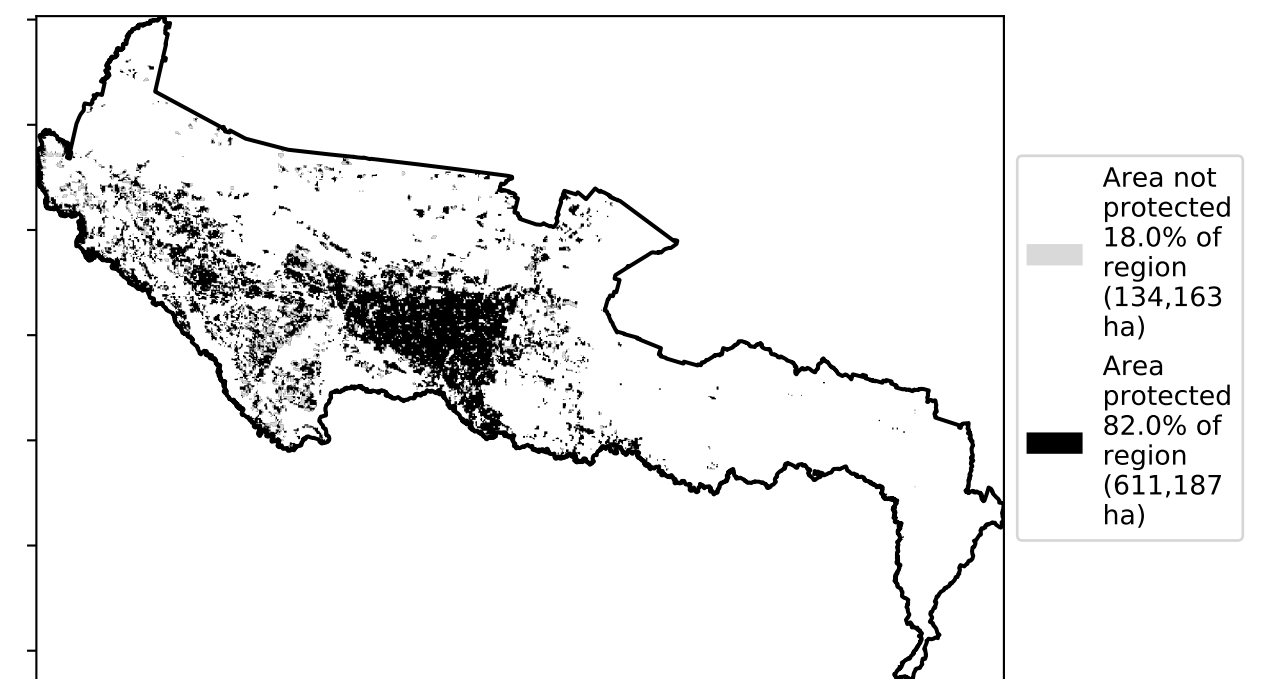 Area not
protected
18.0% of
region
(134,163
ha)
Area
protected
82.0% of
region
(611,187
ha)